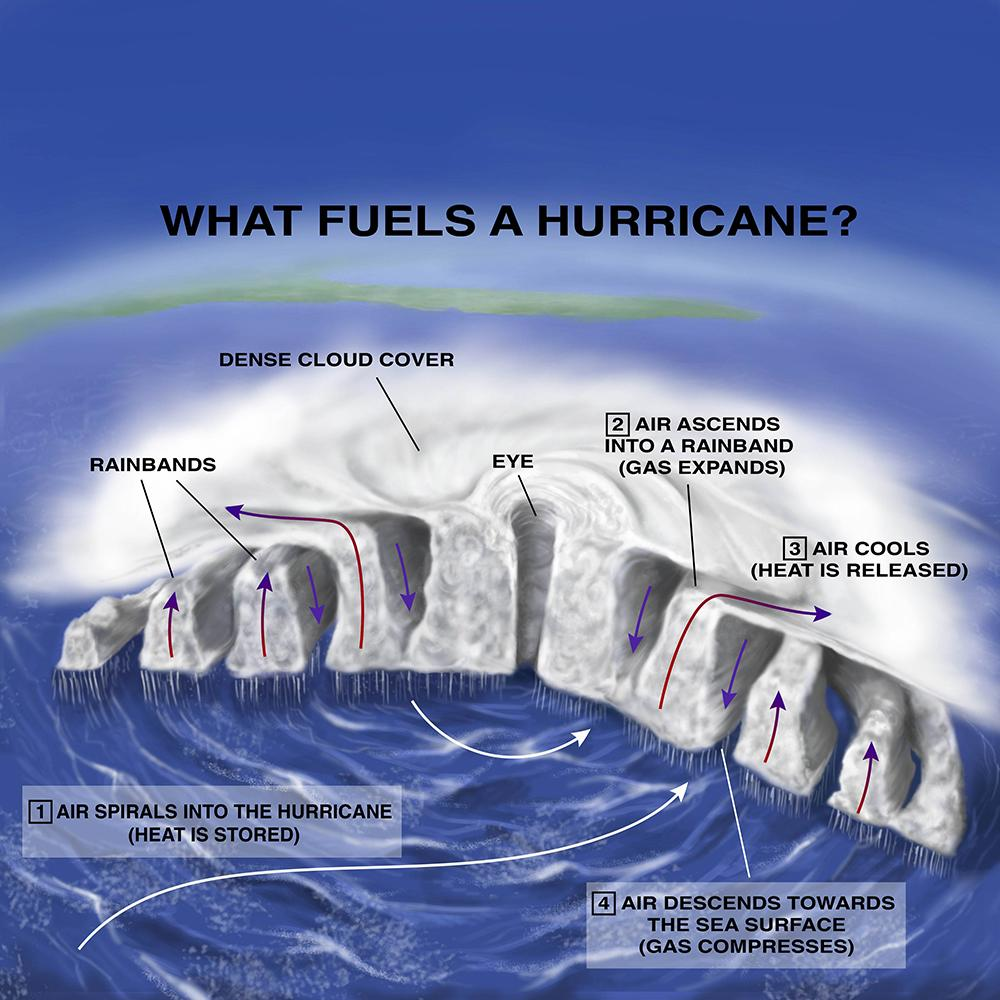 WHAT FUELS A HURRICANE?
DENSE CLOUD COVER
2 AIR ASCENDS
INTO A RAINBAND
(GAS EXPANDS)
RAINBANDS
EYE
3 AIR COOLS
(HEAT IS RELEASED)
1 AIR SPIRALS INTO THE HURRICANE
(HEAT IS STORED)
4 AIR DESCENDS TOWARDS
THE SEA SURFACE
(GAS COMPRESSES)